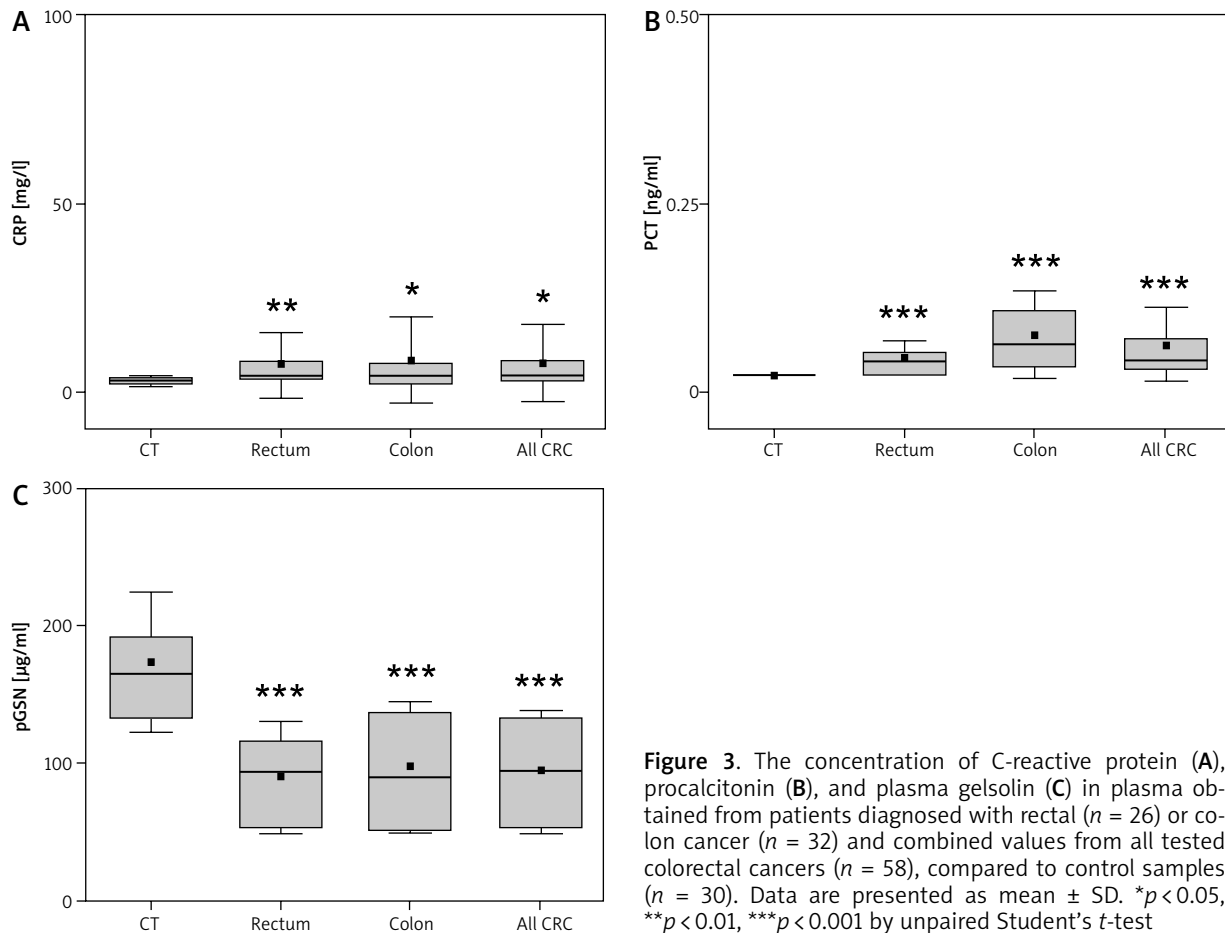 A
100
50
0
CRP [mg/l]
** * *
CT Rectum Colon All CRC
B
0.50
0.25
0
PCT [ng/ml]
*** *** ***
CT Rectum Colon All CRC
C
300
200
100
0
pGSN [µg/ml]
*** *** ***
CT Rectum Colon All CRC
Figure 3. The concentration of C-reactive protein (A),
procalcitonin (B), and plasma gelsolin (C) in plasma ob-
tained from patients diagnosed with rectal (n = 26) or co-
lon cancer (n = 32) and combined values from all tested
colorectal cancers (n = 58), compared to control samples
(n = 30). Data are presented as mean ± SD. *p < 0.05,
**p < 0.01, ***p < 0.001 by unpaired Student's t-test